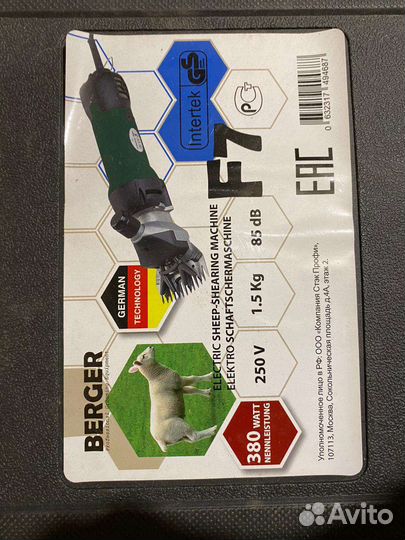 BERGER
GERMAN
TECHNOLOGY
Intertek
GS
F7
PCT
EAC
0 632317 494687
ELECTRIC SHEEP-SHEARING MACHINE
ELEKTRO SCHAFTSCHERMASCHINE
250 V 1.5 Kg 85 dB
380 WATT
NENNLEISTUNG
Уполномоченное лицо в РФ: ООО «Компания Стэк Профи»,
107113, Москва, Сокольническая площадь д.4А, этаж 2.
Avito